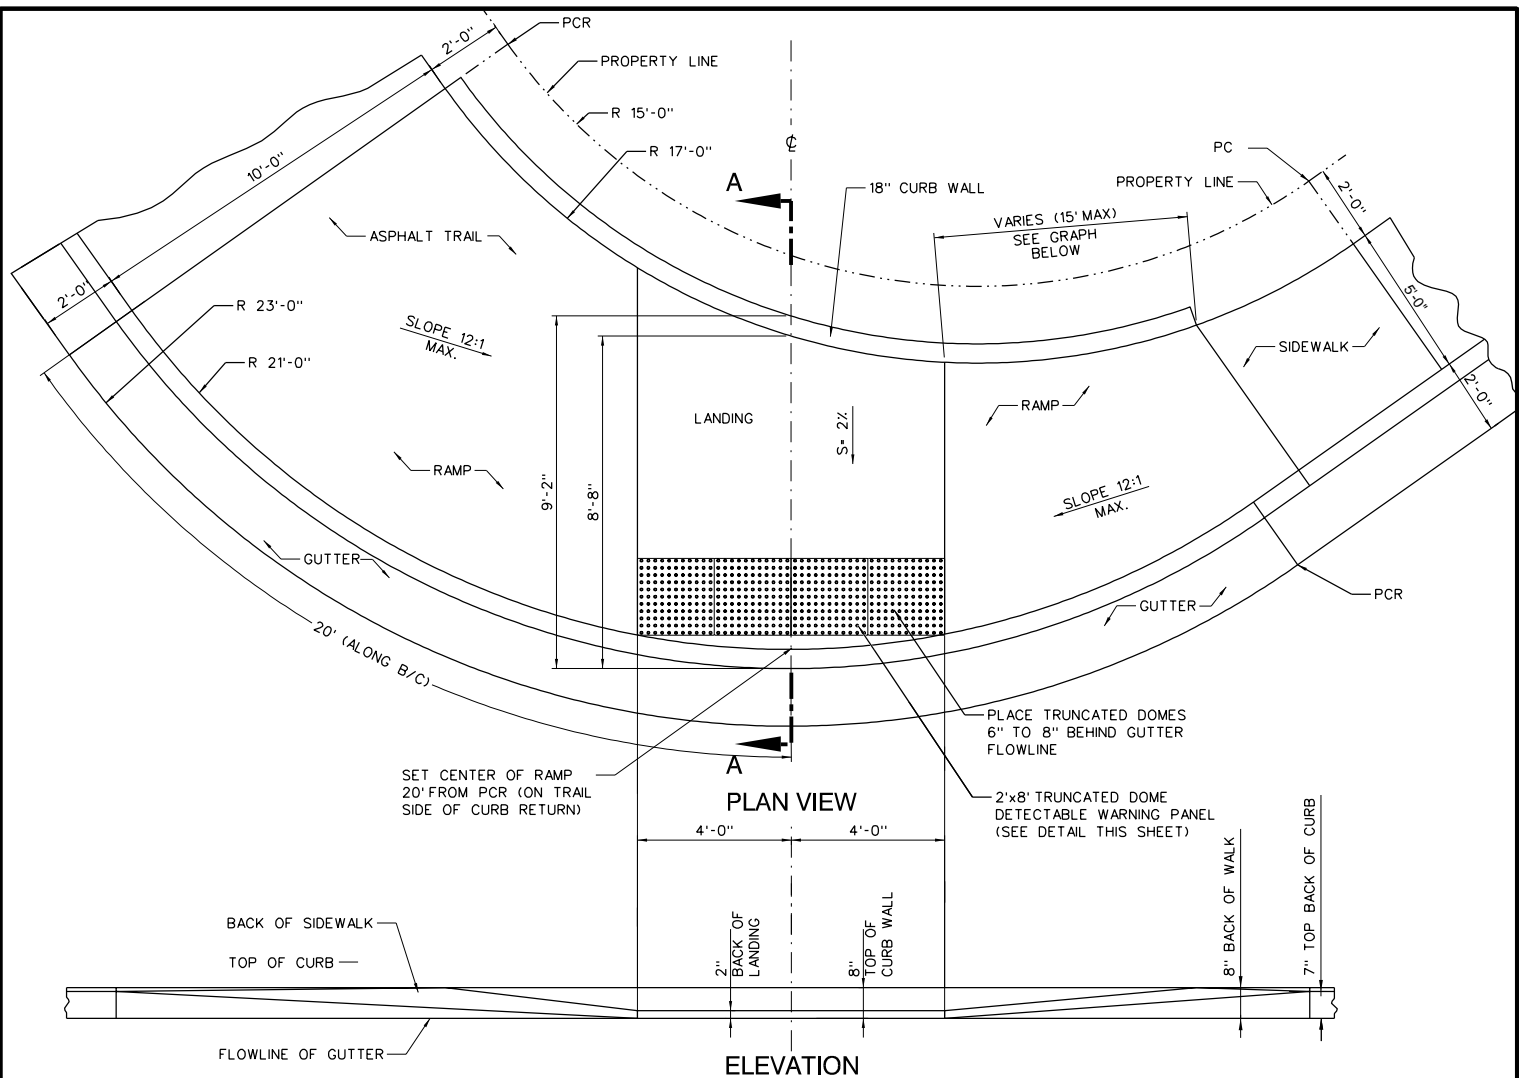 2'-0"
PCR
PROPERTY LINE
R 15'-0"
R 17'-0"
10'-0"
℄
A
18" CURB WALL
PC
PROPERTY LINE
2'-0"
VARIES (15' MAX)
SEE GRAPH
BELOW
ASPHALT TRAIL
2'-0"
R 23'-0"
R 21'-0"
SLOPE 12:1
MAX.
5'-0"
SIDEWALK
2'-0"
RAMP
LANDING
S= 2%
RAMP
9'-2"
8'-8"
SLOPE 12:1
MAX.
GUTTER
GUTTER
PCR
20' (ALONG B/C)
PLACE TRUNCATED DOMES
6" TO 8" BEHIND GUTTER
FLOWLINE
SET CENTER OF RAMP
20' FROM PCR (ON TRAIL
SIDE OF CURB RETURN)
A
PLAN VIEW
2'x8' TRUNCATED DOME
DETECTABLE WARNING PANEL
(SEE DETAIL THIS SHEET)
4'-0"
4'-0"
BACK OF SIDEWALK
TOP OF CURB
2"
BACK OF
LANDING
8"
TOP OF
CURB WALL
8" BACK OF WALK
7" TOP BACK OF CURB
FLOWLINE OF GUTTER
ELEVATION